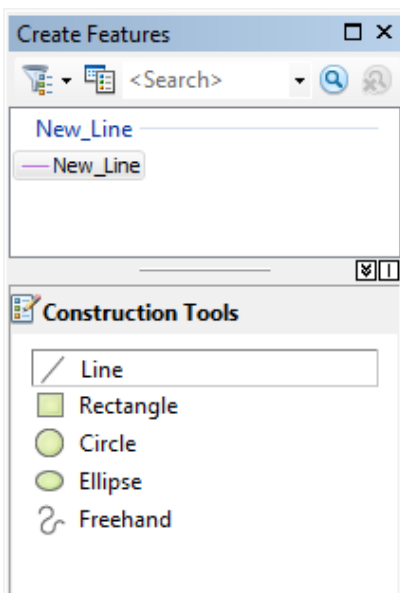 Create Features
<Search>
New_Line
New_Line
Construction Tools
Line
Rectangle
Circle
Ellipse
Freehand